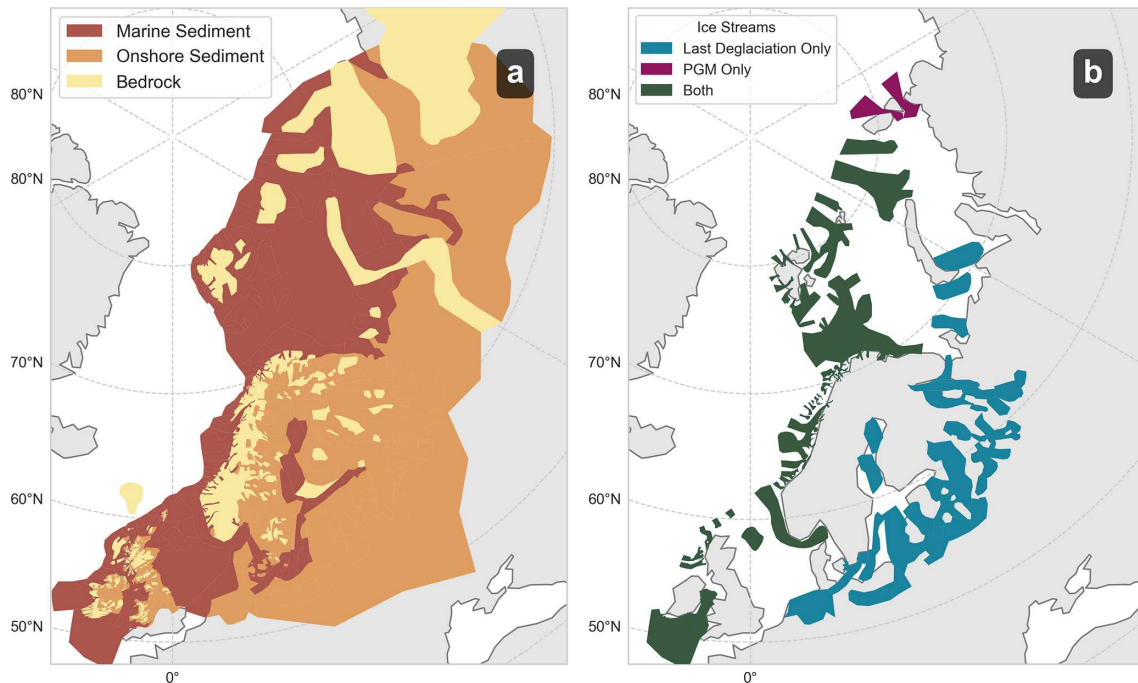 Marine Sediment
Onshore Sediment
Bedrock
a
80°N
80°N
70°N
60°N
50°N
0°
Ice Streams
Last Deglaciation Only
PGM Only
Both
b
80°N
80°N
70°N
60°N
50°N
0°